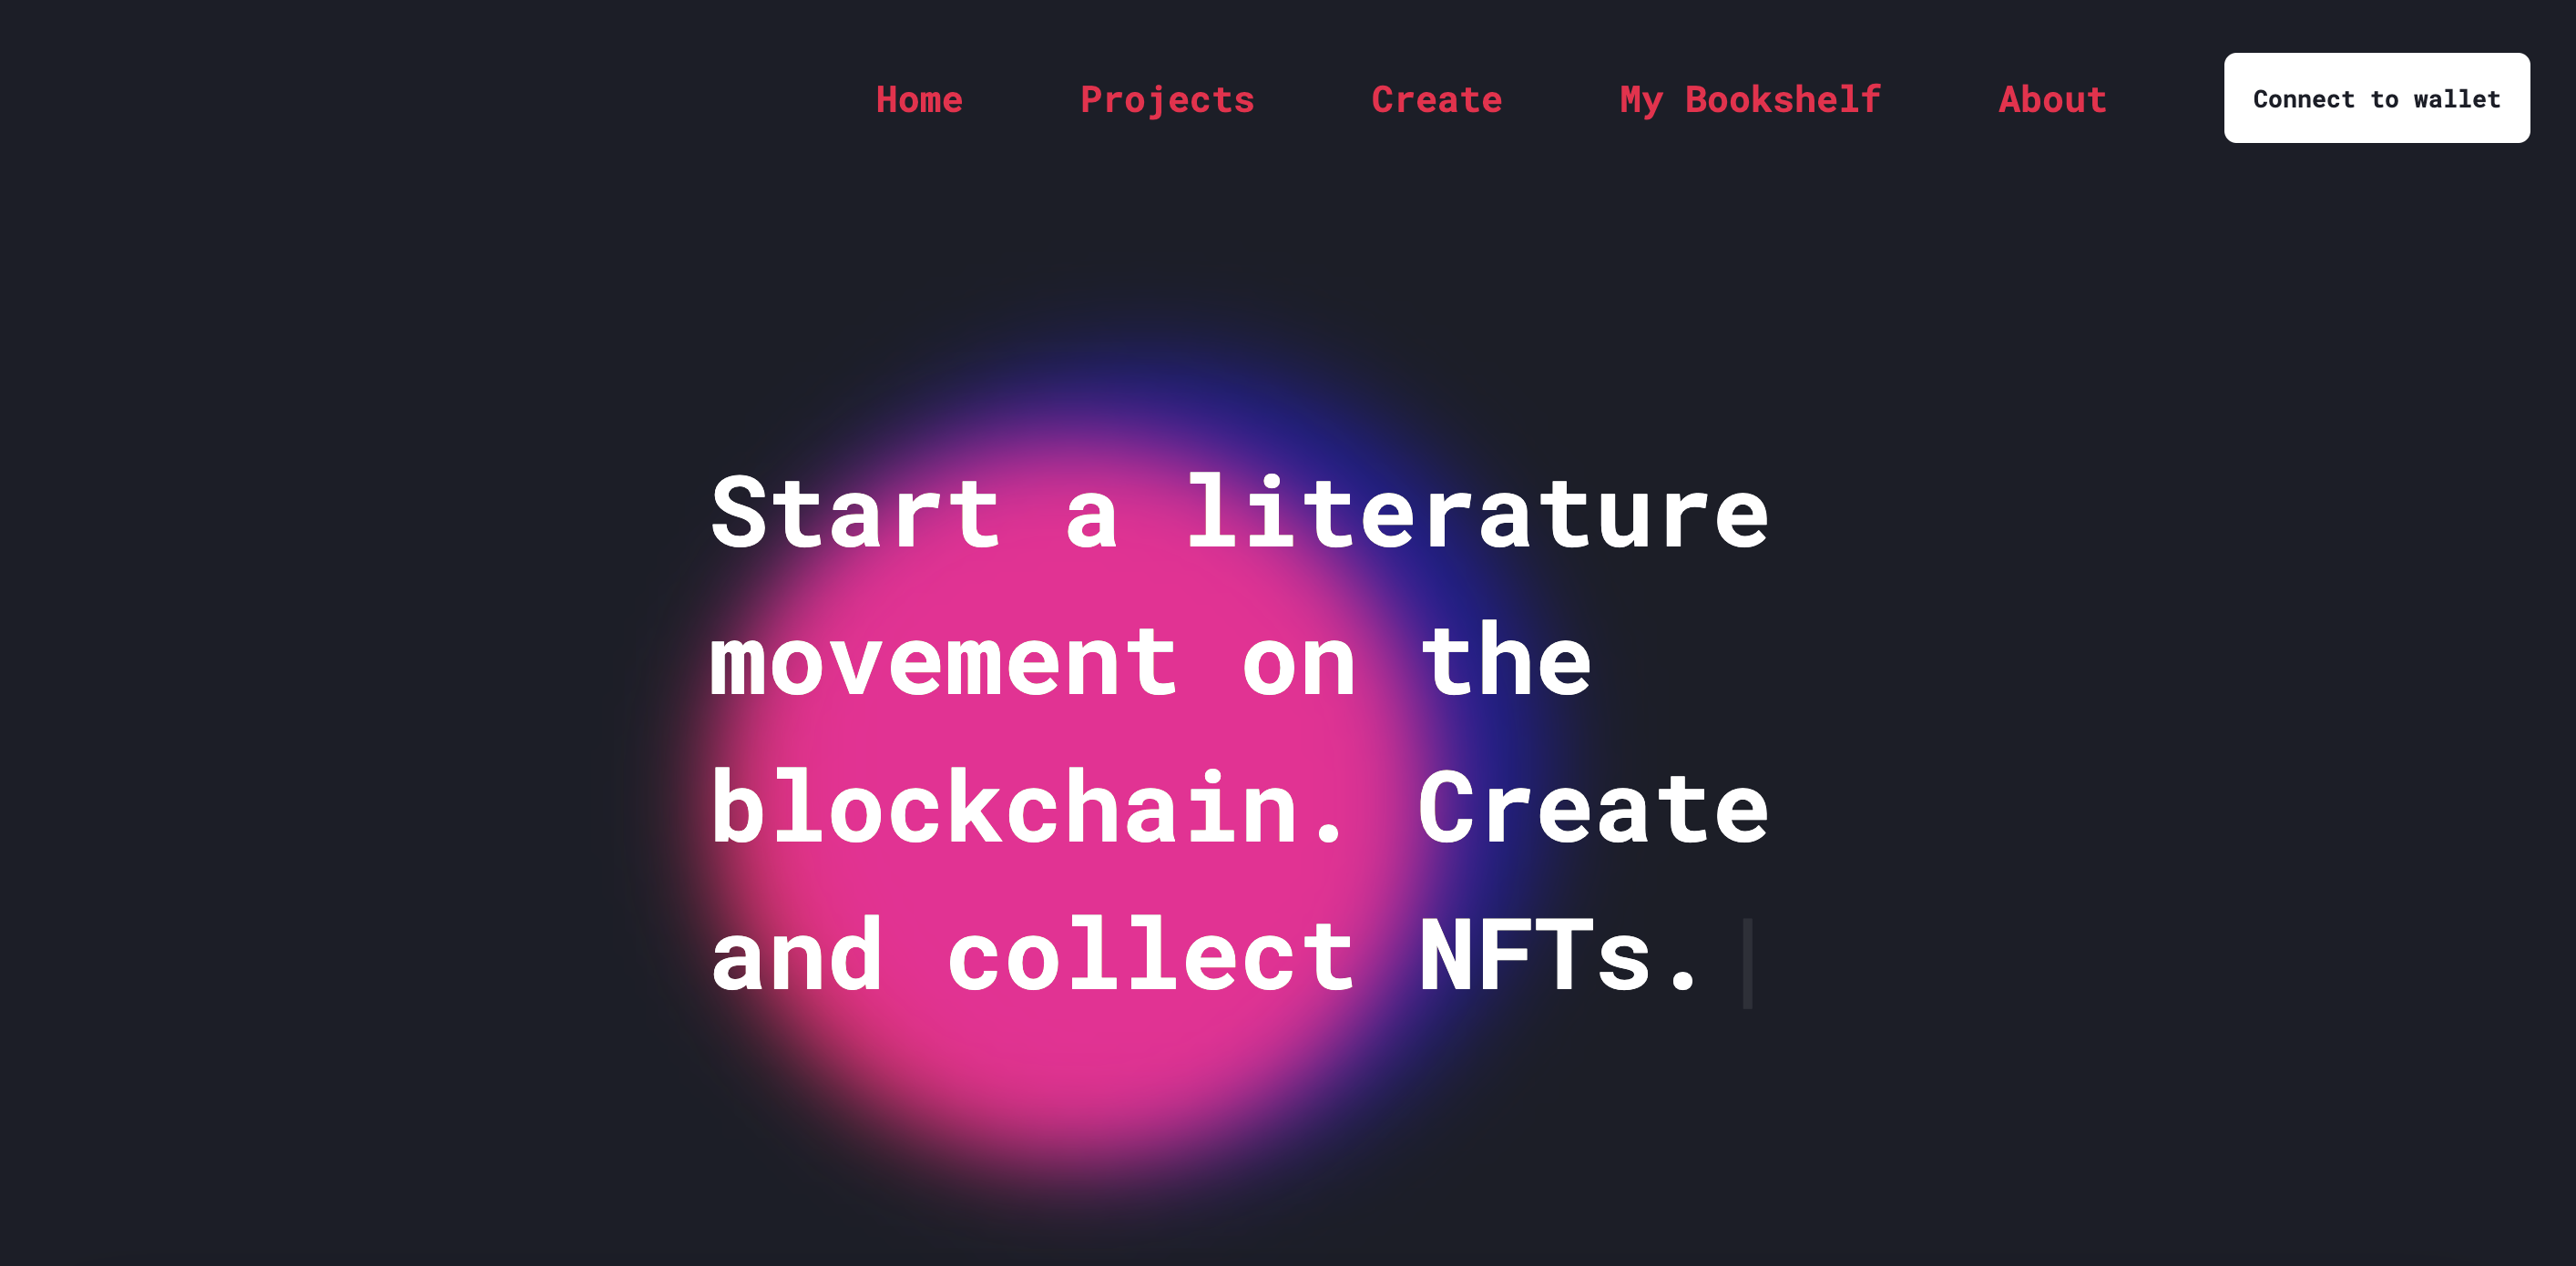 Home Projects Create My Bookshelf About Connect to wallet
Start a literature
movement on the
blockchain. Create
and collect NFTs.